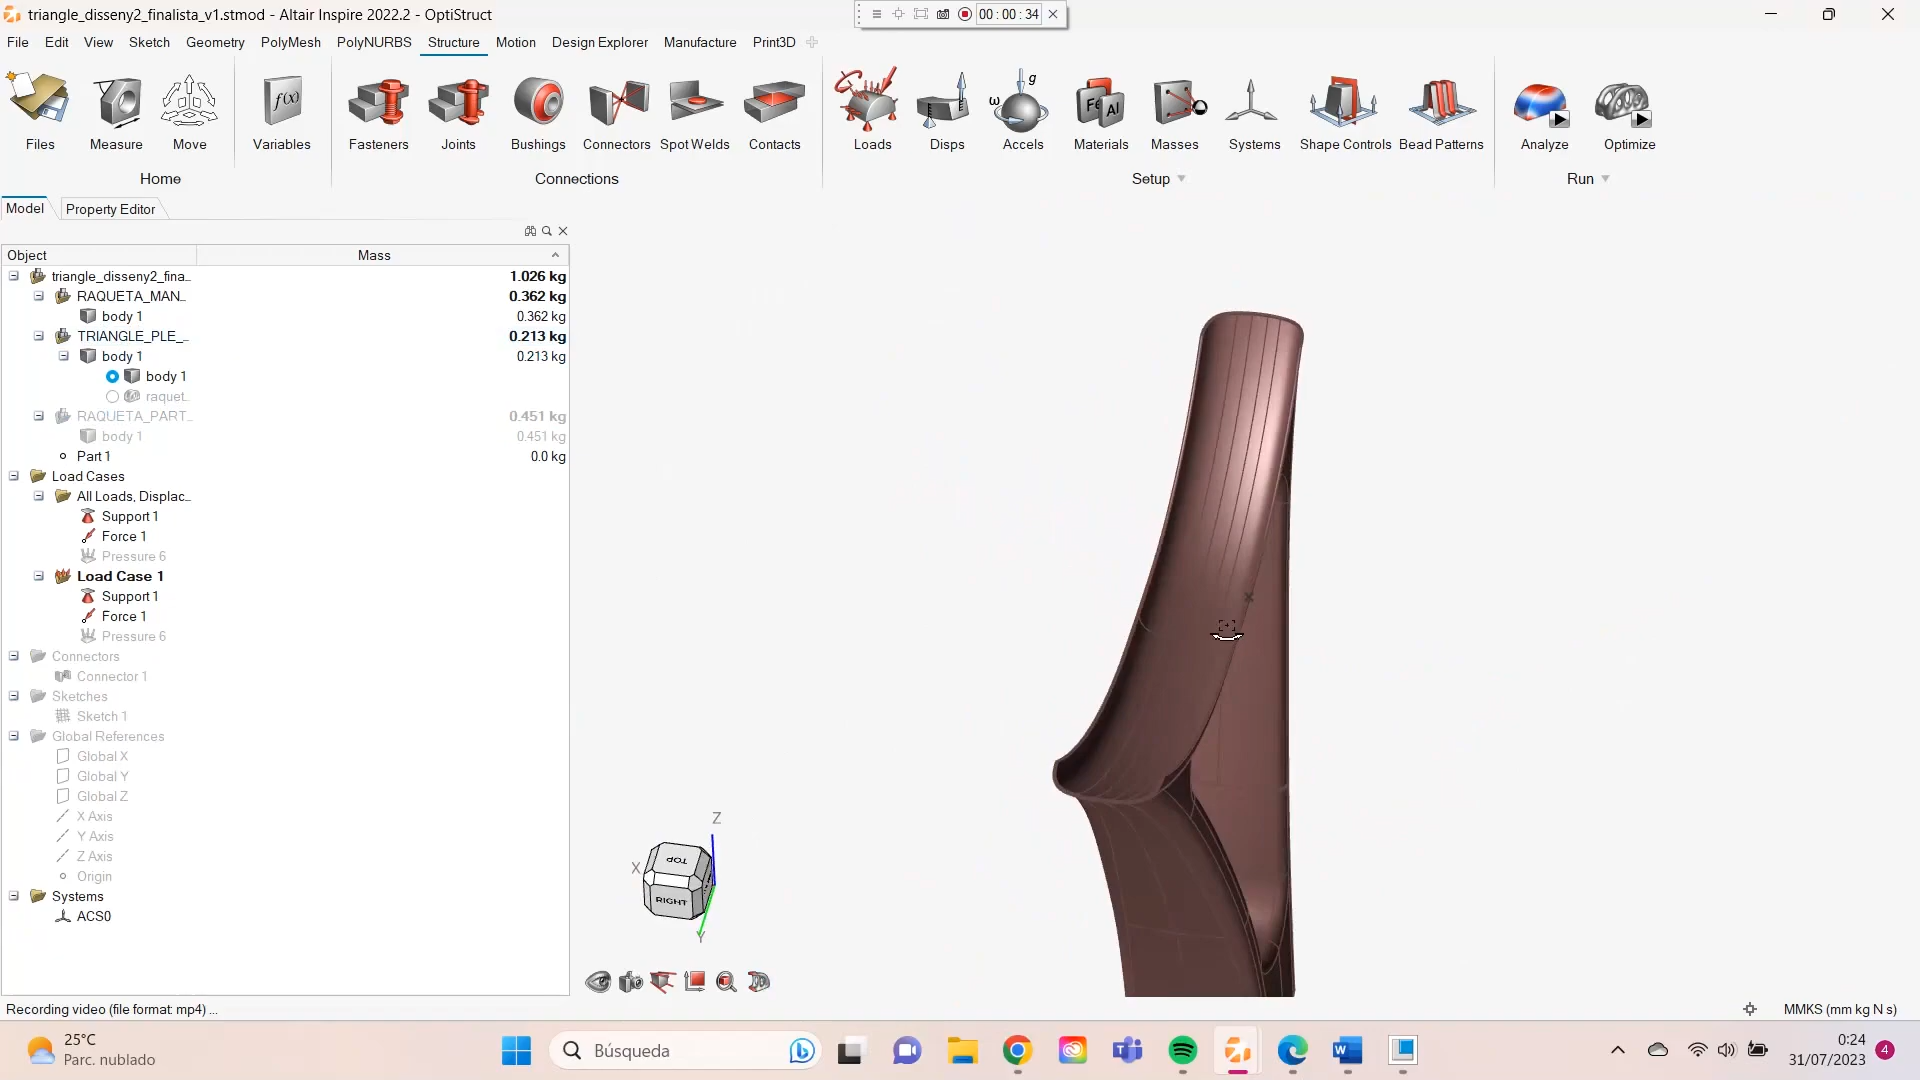 triangle_disseny2_finalista_v1.stmod - Altair Inspire 2022.2 - OptiStruct
00 : 00 : 34
File Edit View Sketch Geometry PolyMesh PolyNURBS Structure Motion Design Explorer Manufacture Print3D
f(x) Fe Al ω g
Files Measure Move Variables Fasteners Joints Bushings Connectors Spot Welds Contacts Loads Disps Accels Materials Masses Systems Shape Controls Bead Patterns Analyze Optimize
Home Connections Setup Run
Model Property Editor
Object Mass
triangle_disseny2_fina... 1.026 kg
RAQUETA_MAN... 0.362 kg
body 1 0.362 kg
TRIANGLE_PLE_... 0.213 kg
body 1 0.213 kg
body 1
raquet...
RAQUETA_PART... 0.451 kg
body 1 0.451 kg
Part 1 0.0 kg
Load Cases
All Loads, Displac...
Support 1
Force 1
Pressure 6
Load Case 1
Support 1
Force 1
Pressure 6
Connectors
Connector 1
Sketches
Sketch 1
Global References
Global X
Global Y
Global Z
X Axis
Y Axis
Z Axis
Origin
Systems
ACS0
Z
X
TOP
RIGHT
Y
Recording video (file format: mp4) ...
MMKS (mm kg N s)
25°C
Parc. nublado
Búsqueda
0:24
31/07/2023
4